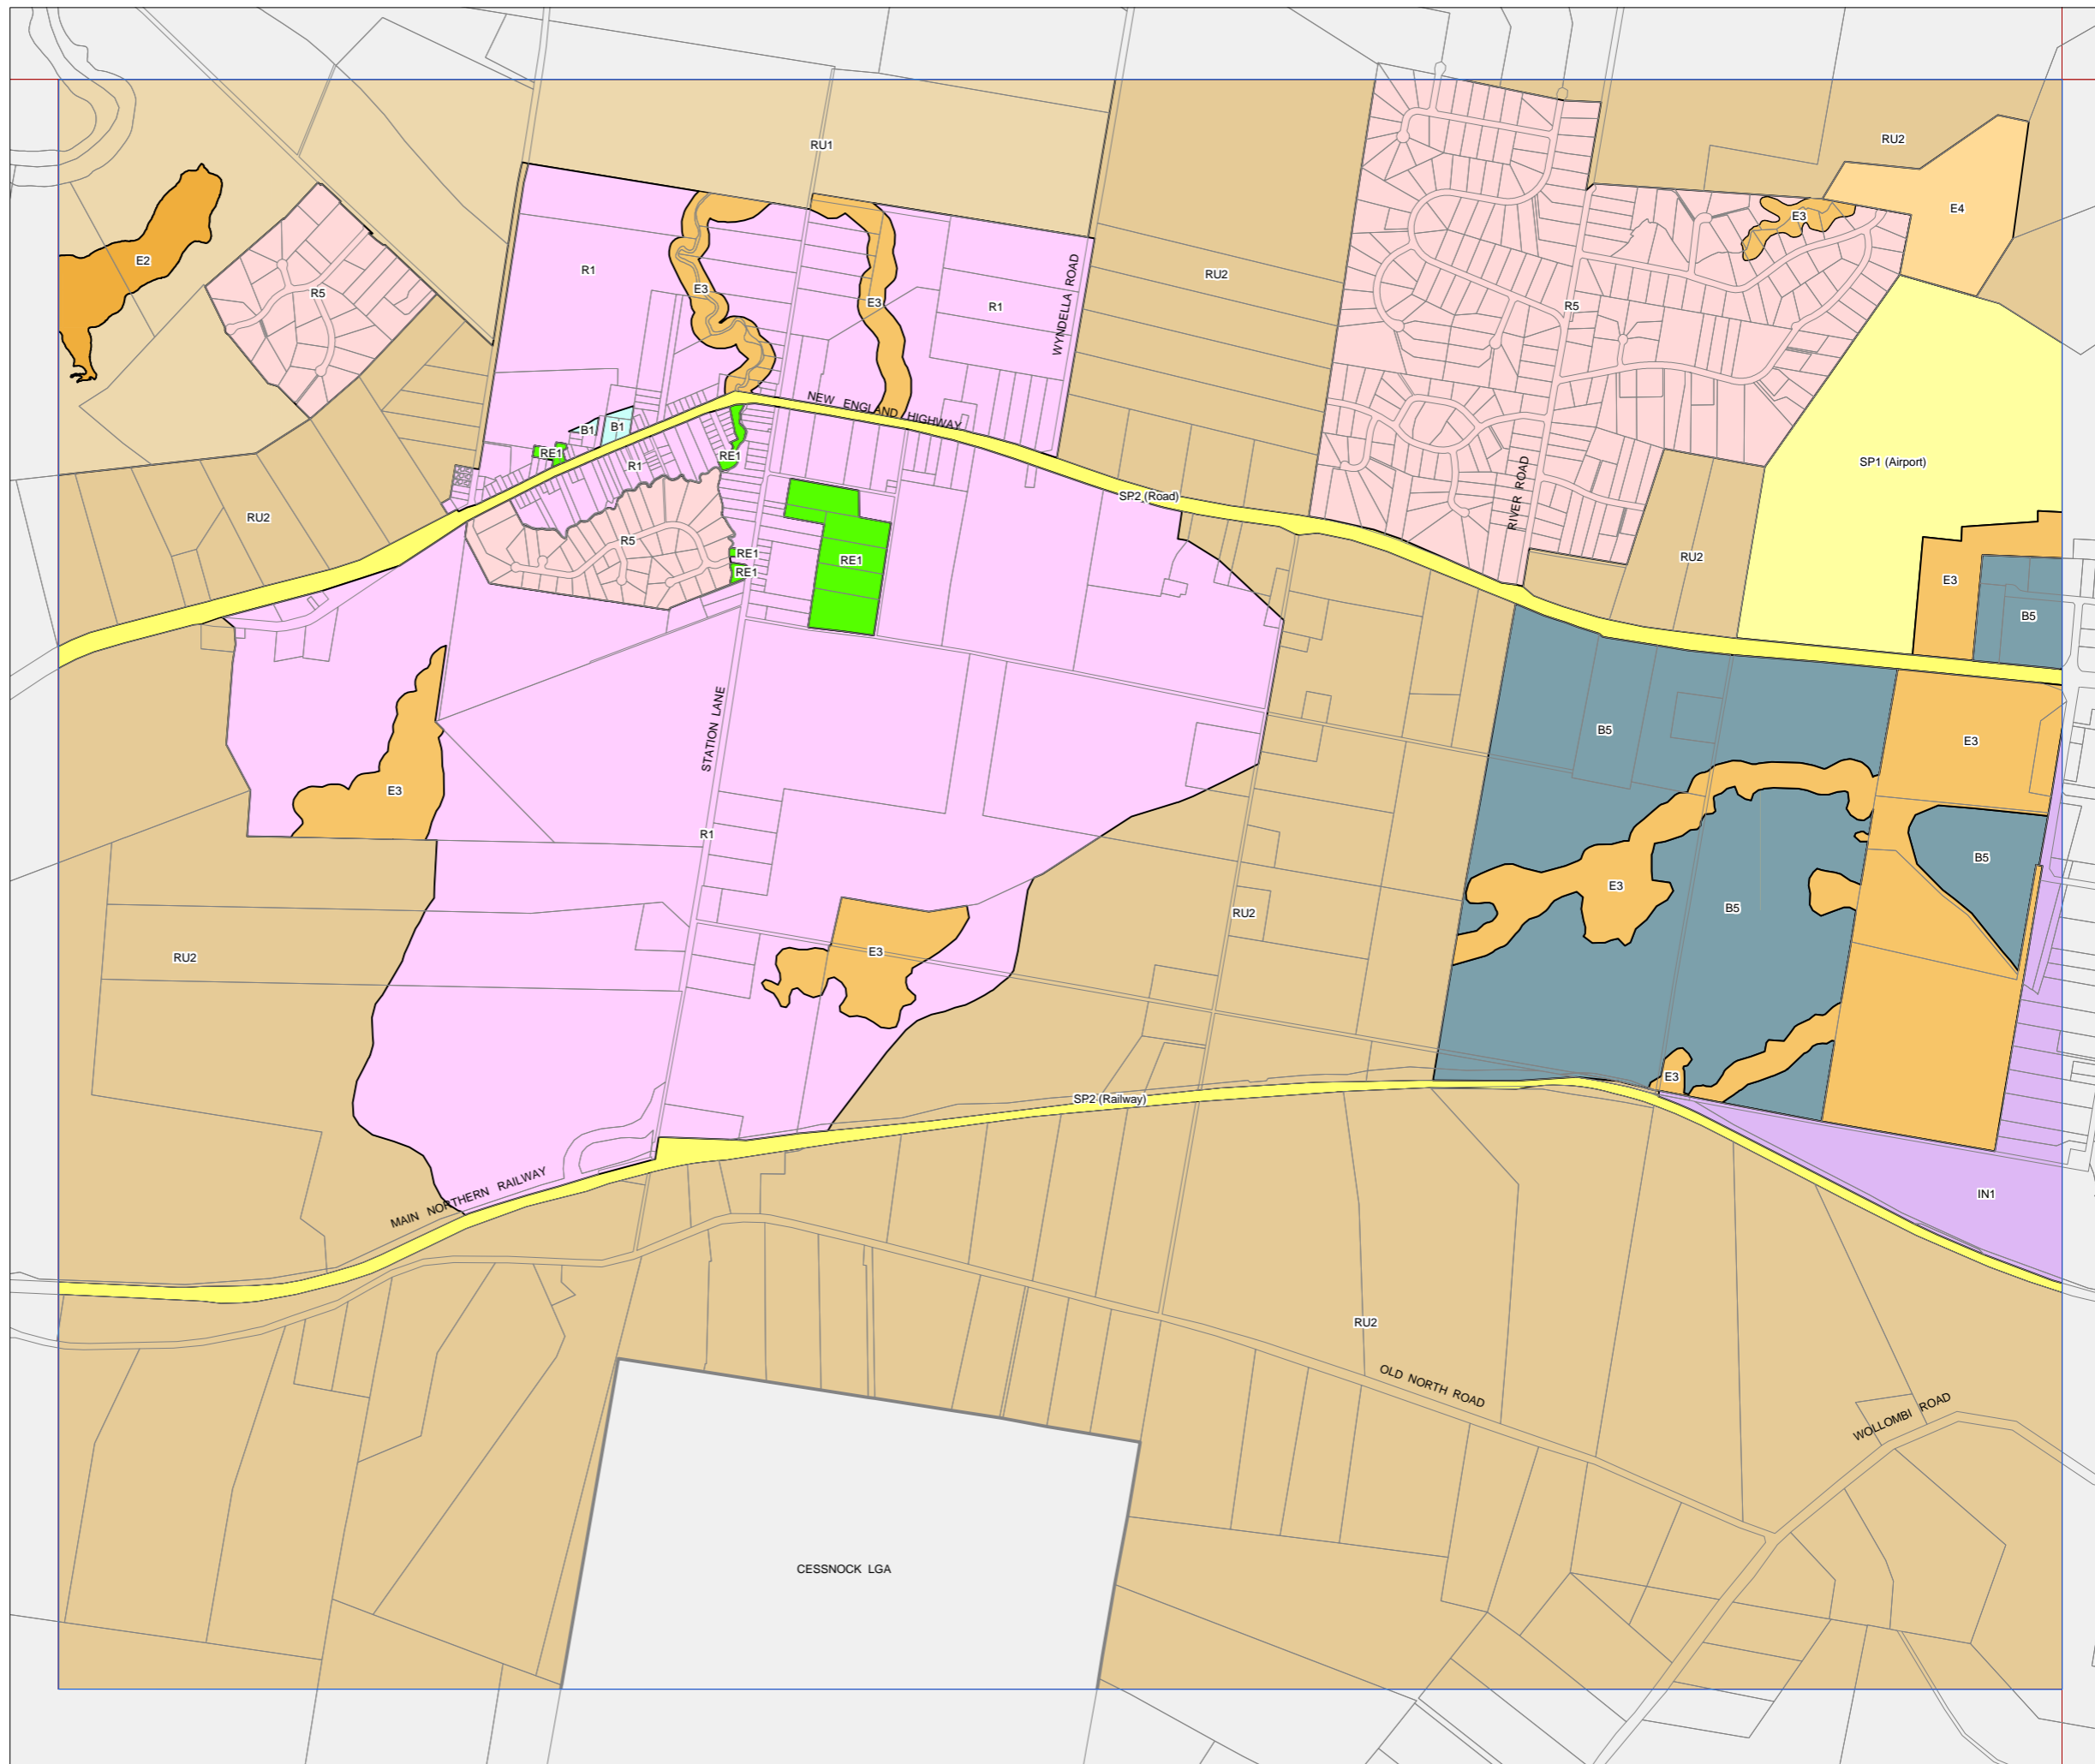 RU1
RU2
E4
E3
E2
R5
R1
E3
E3
R1
WYNDELLA ROAD
RU2
R5
NEW ENGLAND HIGHWAY
B1
B1
RE1
RE1
R1
SP1 (Airport)
SP2 (Road)
RIVER ROAD
RU2
R5
RE1
RE1
RE1
RU2
E3
B5
STATION LANE
B5
E3
E3
R1
B5
E3
B5
RU2
E3
RU2
E3
SP2 (Railway)
MAIN NORTHERN RAILWAY
IN1
RU2
OLD NORTH ROAD
WOLLOMBI ROAD
CESSNOCK LGA